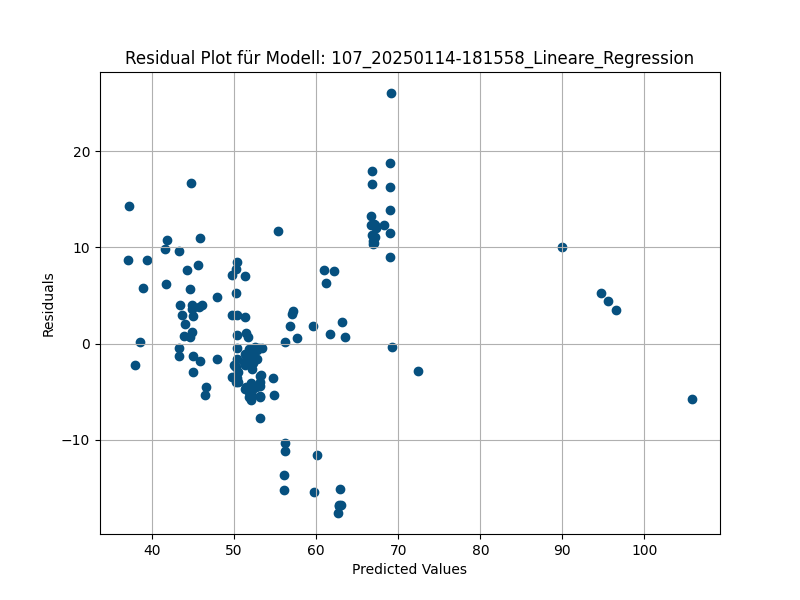 Residual Plot für Modell: 107_20250114-181558_Lineare_Regression
Residuals
20
10
0
−10
40 50 60 70 80 90 100
Predicted Values